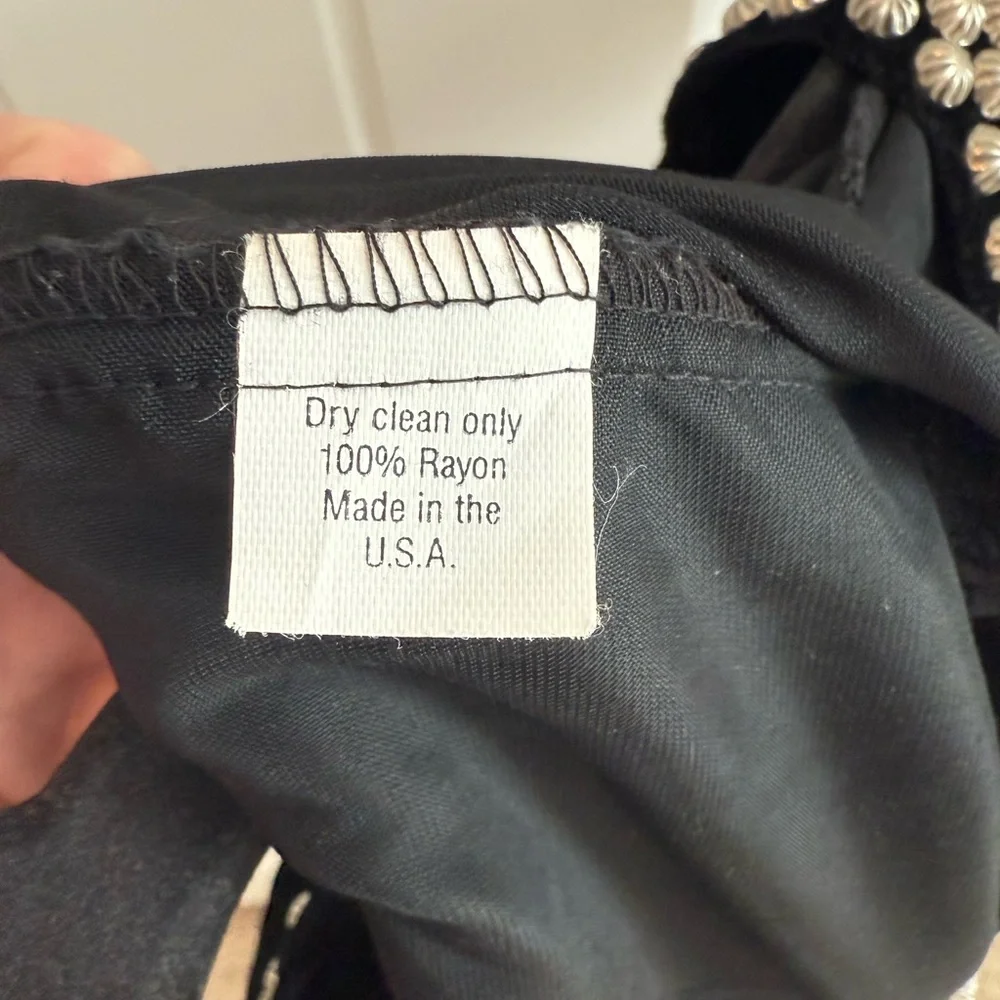 Dry clean only
100% Rayon
Made in the
U.S.A.